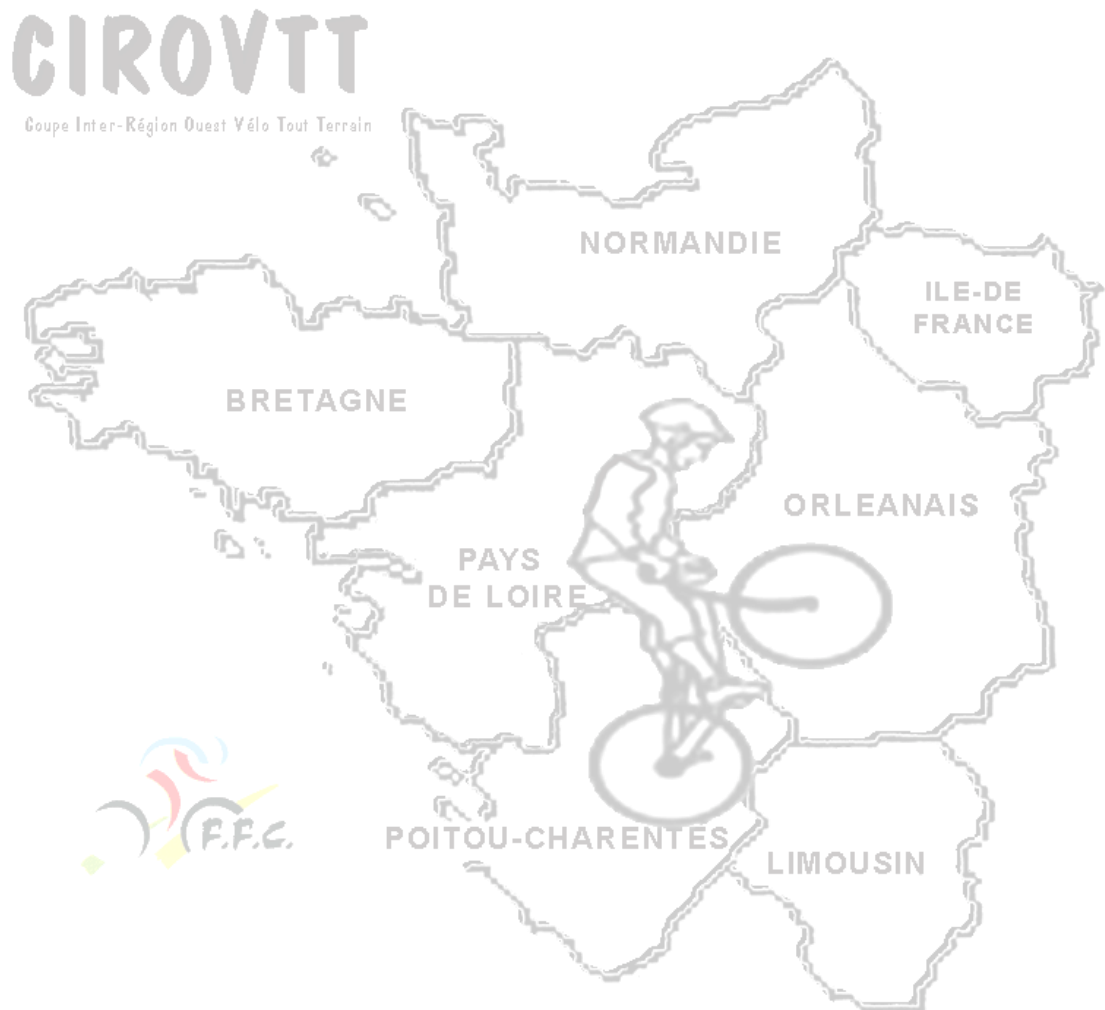 CIROVTT
Coupe Inter-Région Ouest Vélo Tout Terrain
NORMANDIE
ILE-DE
FRANCE
BRETAGNE
ORLEANAIS
PAYS
DE LOIRE
F.F.C.
POITOU-CHARENTES
LIMOUSIN